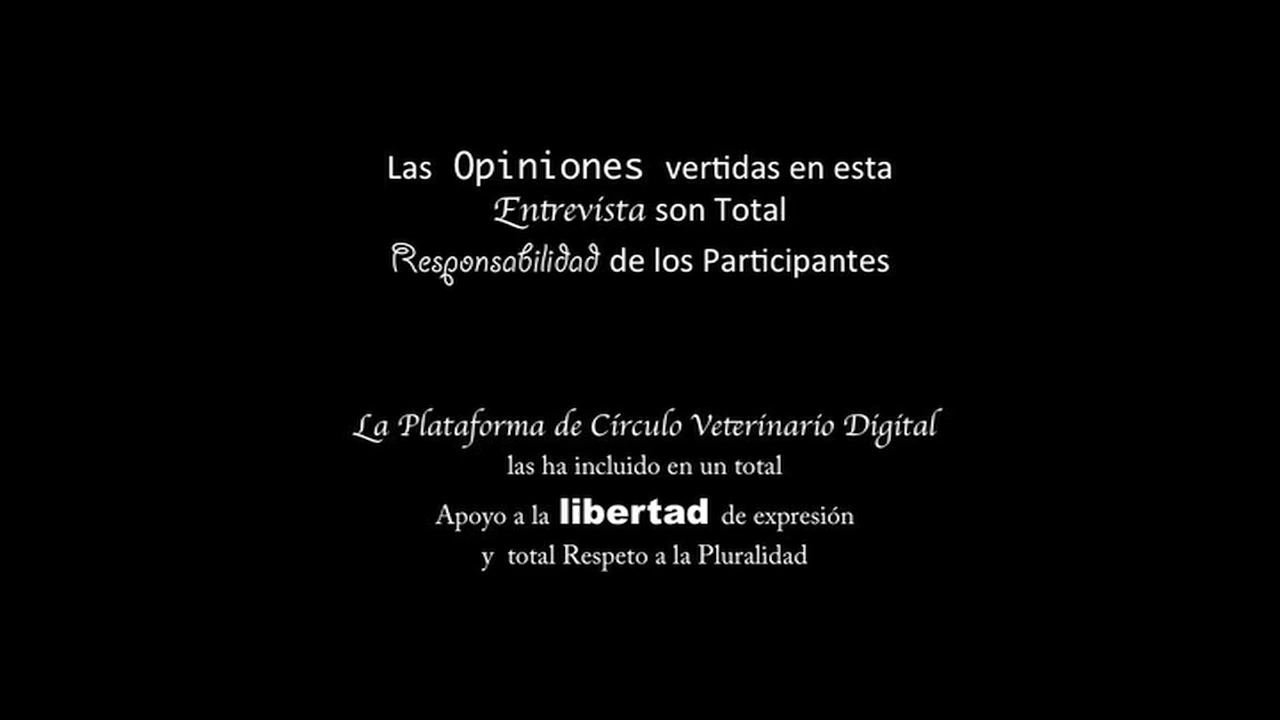 Las Opiniones vertidas en esta
Entrevista son Total
Responsabilidad de los Participantes
La Plataforma de Círculo Veterinario Digital
las ha incluido en un total
Apoyo a la libertad de expresión
y total Respeto a la Pluralidad